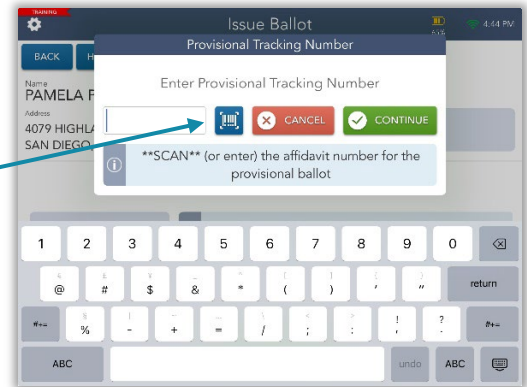 TRAINING
Issue Ballot
65%
4:44 PM
Provisional Tracking Number
BACK
H
Name
PAMELA F
Address
4079 HIGHLA
SAN DIEGO
Enter Provisional Tracking Number
CANCEL
CONTINUE
**SCAN** (or enter) the affidavit number for the
provisional ballot
1 2 3 4 5 6 7 8 9 0
@ # $ & * ( ) ' "
return
#+= % - + = / ; : ! , ? . #+=
ABC undo ABC